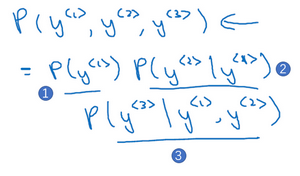 P(y<1>, y<2>, y<3>) ←
= P(y<1>) P(y<2> | y<1>) 2
1
P(y<3> | y<1>, y<2>)
3